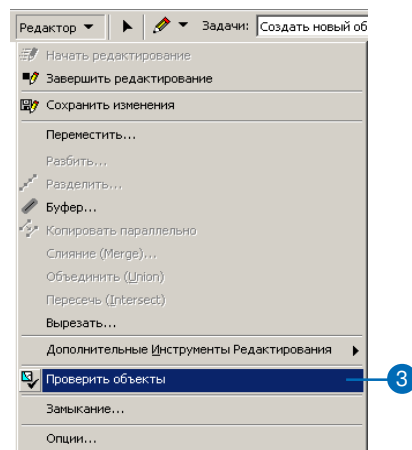 Редактор Задачи: Создать новый об
Начать редактирование
Завершить редактирование
Сохранить изменения
Переместить...
Разбить...
Разделить...
Буфер...
Копировать параллельно
Слияние (Merge)...
Объединить (Union)
Пересечь (Intersect)
Вырезать...
Дополнительные Инструменты Редактирования
Проверить объекты 3
Замыкание...
Опции...